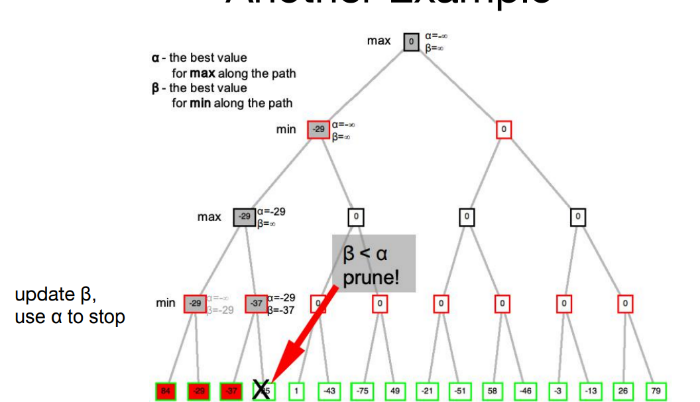 Another Example
max 0 α=-∞
β=∞
α - the best value
for max along the path
β - the best value
for min along the path
min -29 α=-∞
β=∞
0
max -29 α=-29
β=∞
0 0 0
β < α
prune!
update β,
use α to stop
min -29 α=-∞
β=-29
-37 α=-29
β=-37
0 0 0 0 0 0
-29 -37 X 1 -43 -75 49 -21 -51 58 -46 -3 -13 26 79